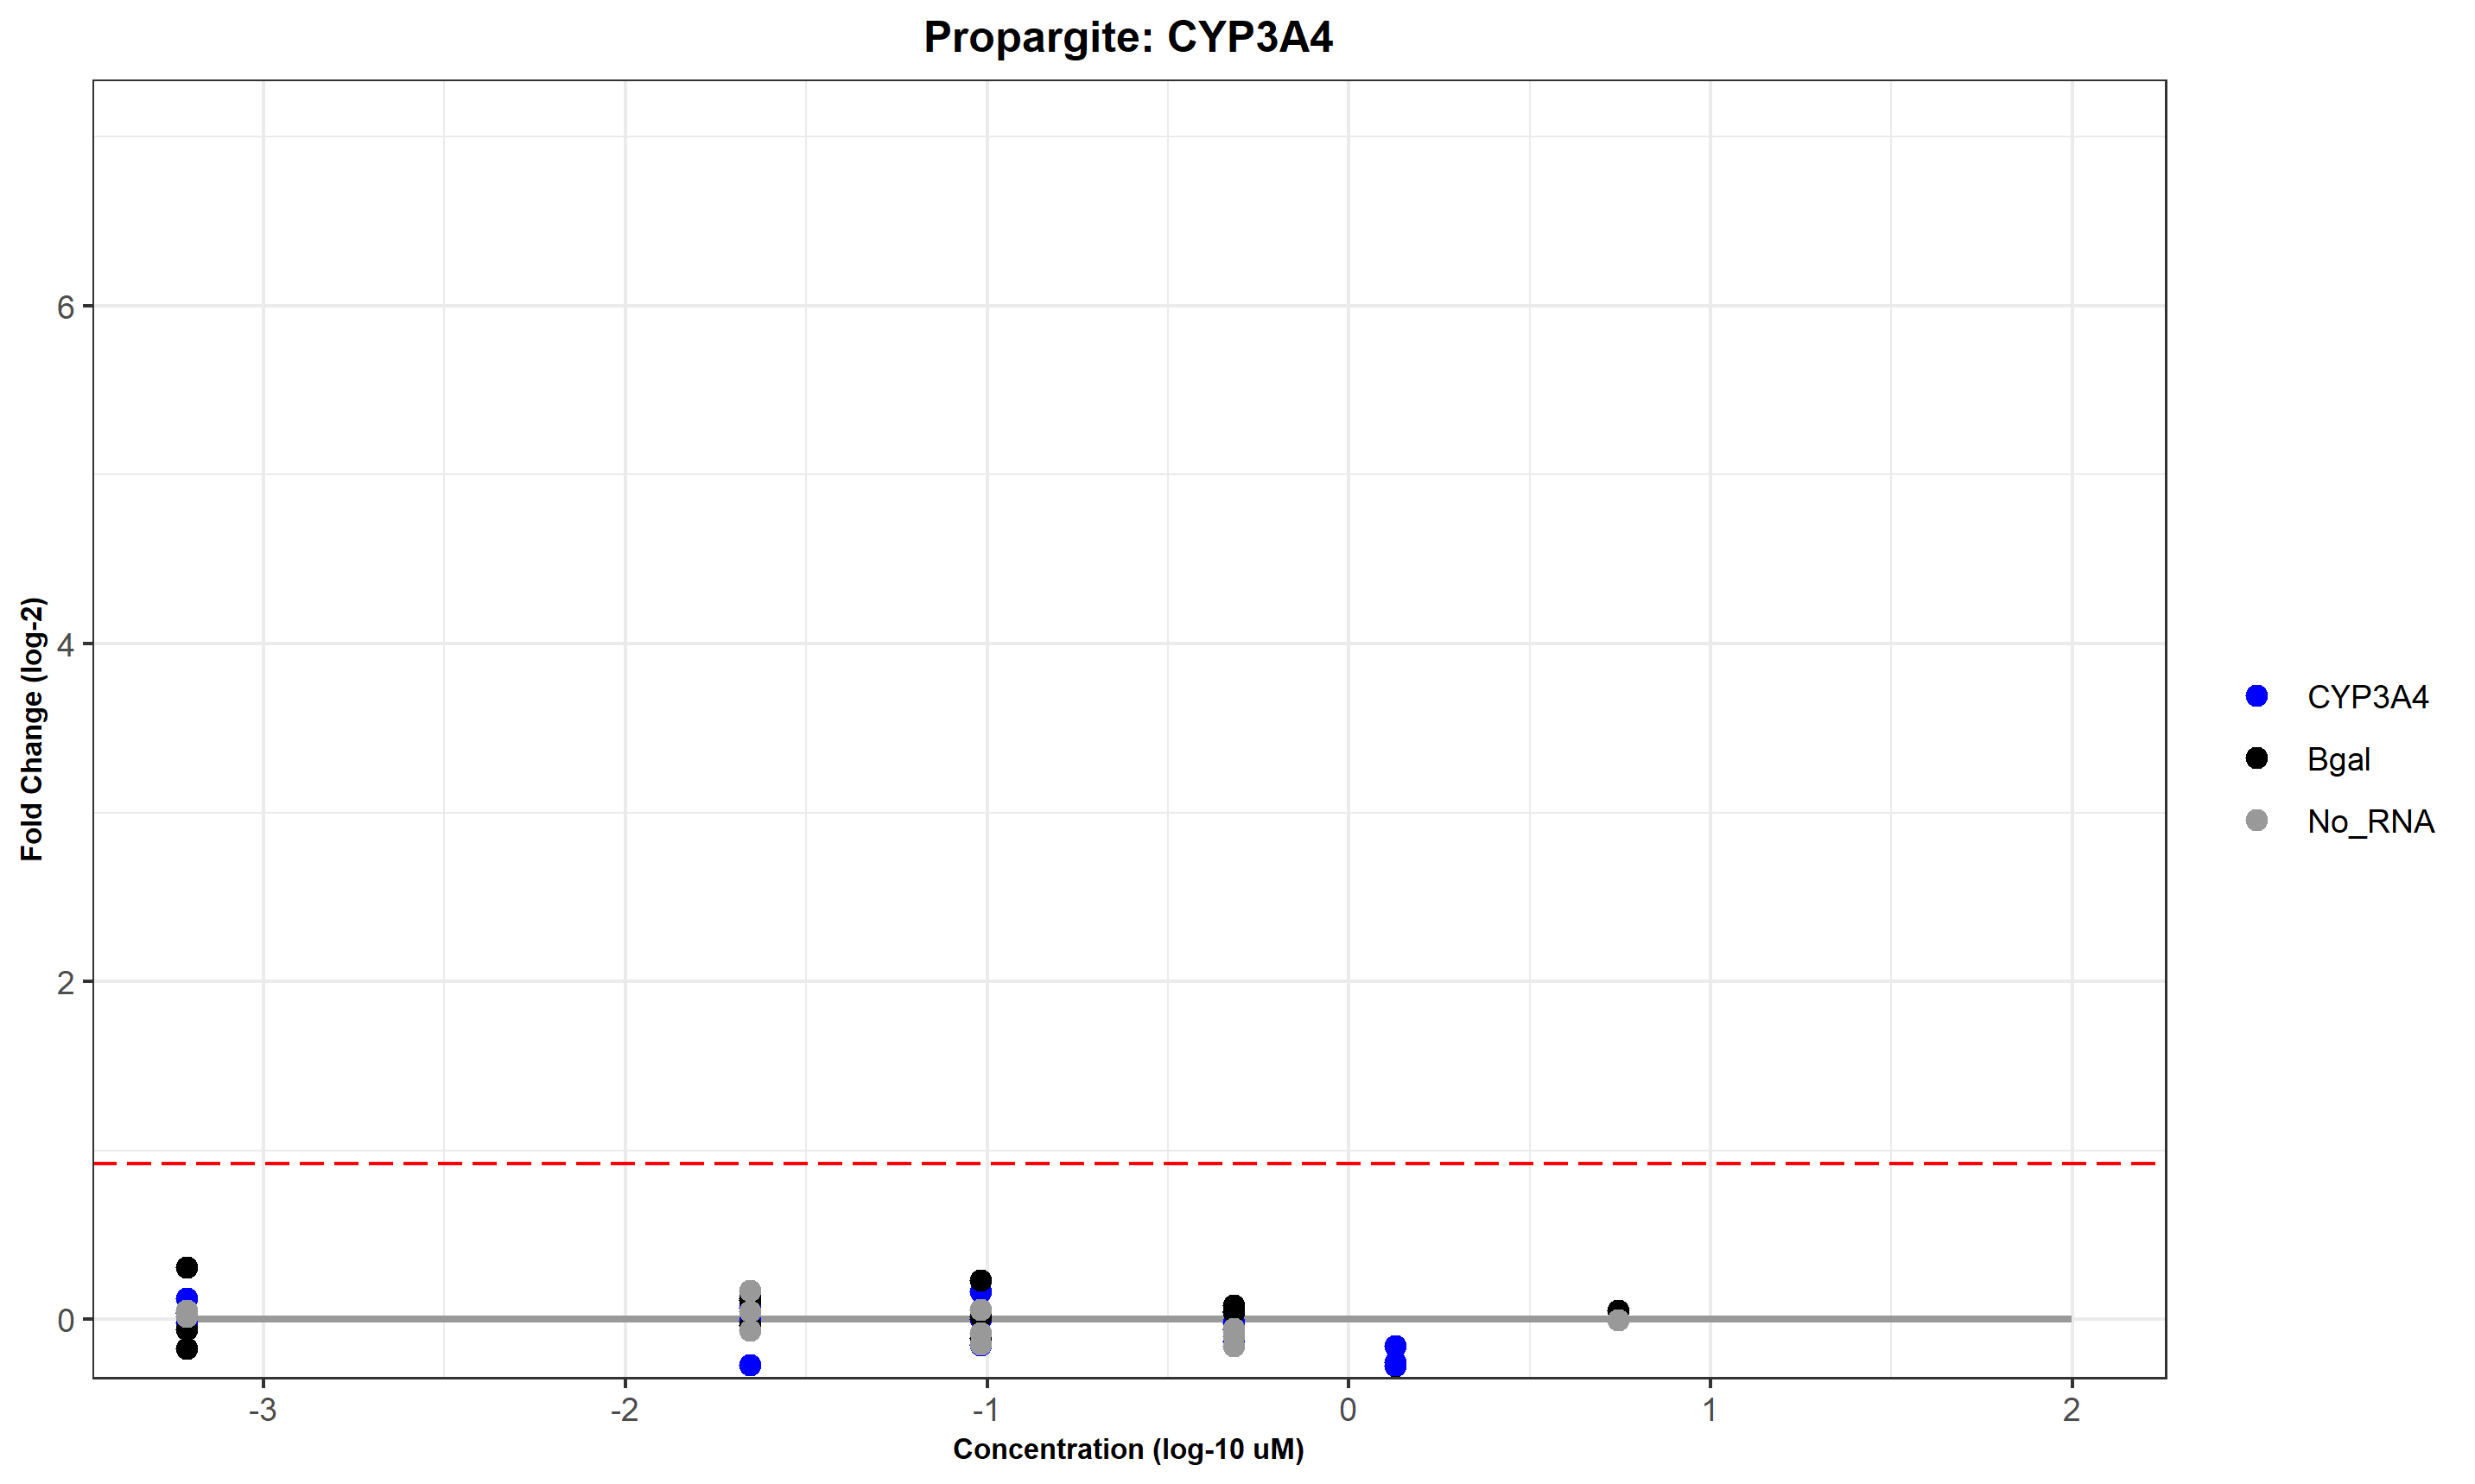 Propargite: CYP3A4
Fold Change (log-2)
6
4
2
0
-3 -2 -1 0 1 2
Concentration (log-10 uM)
CYP3A4
Bgal
No_RNA